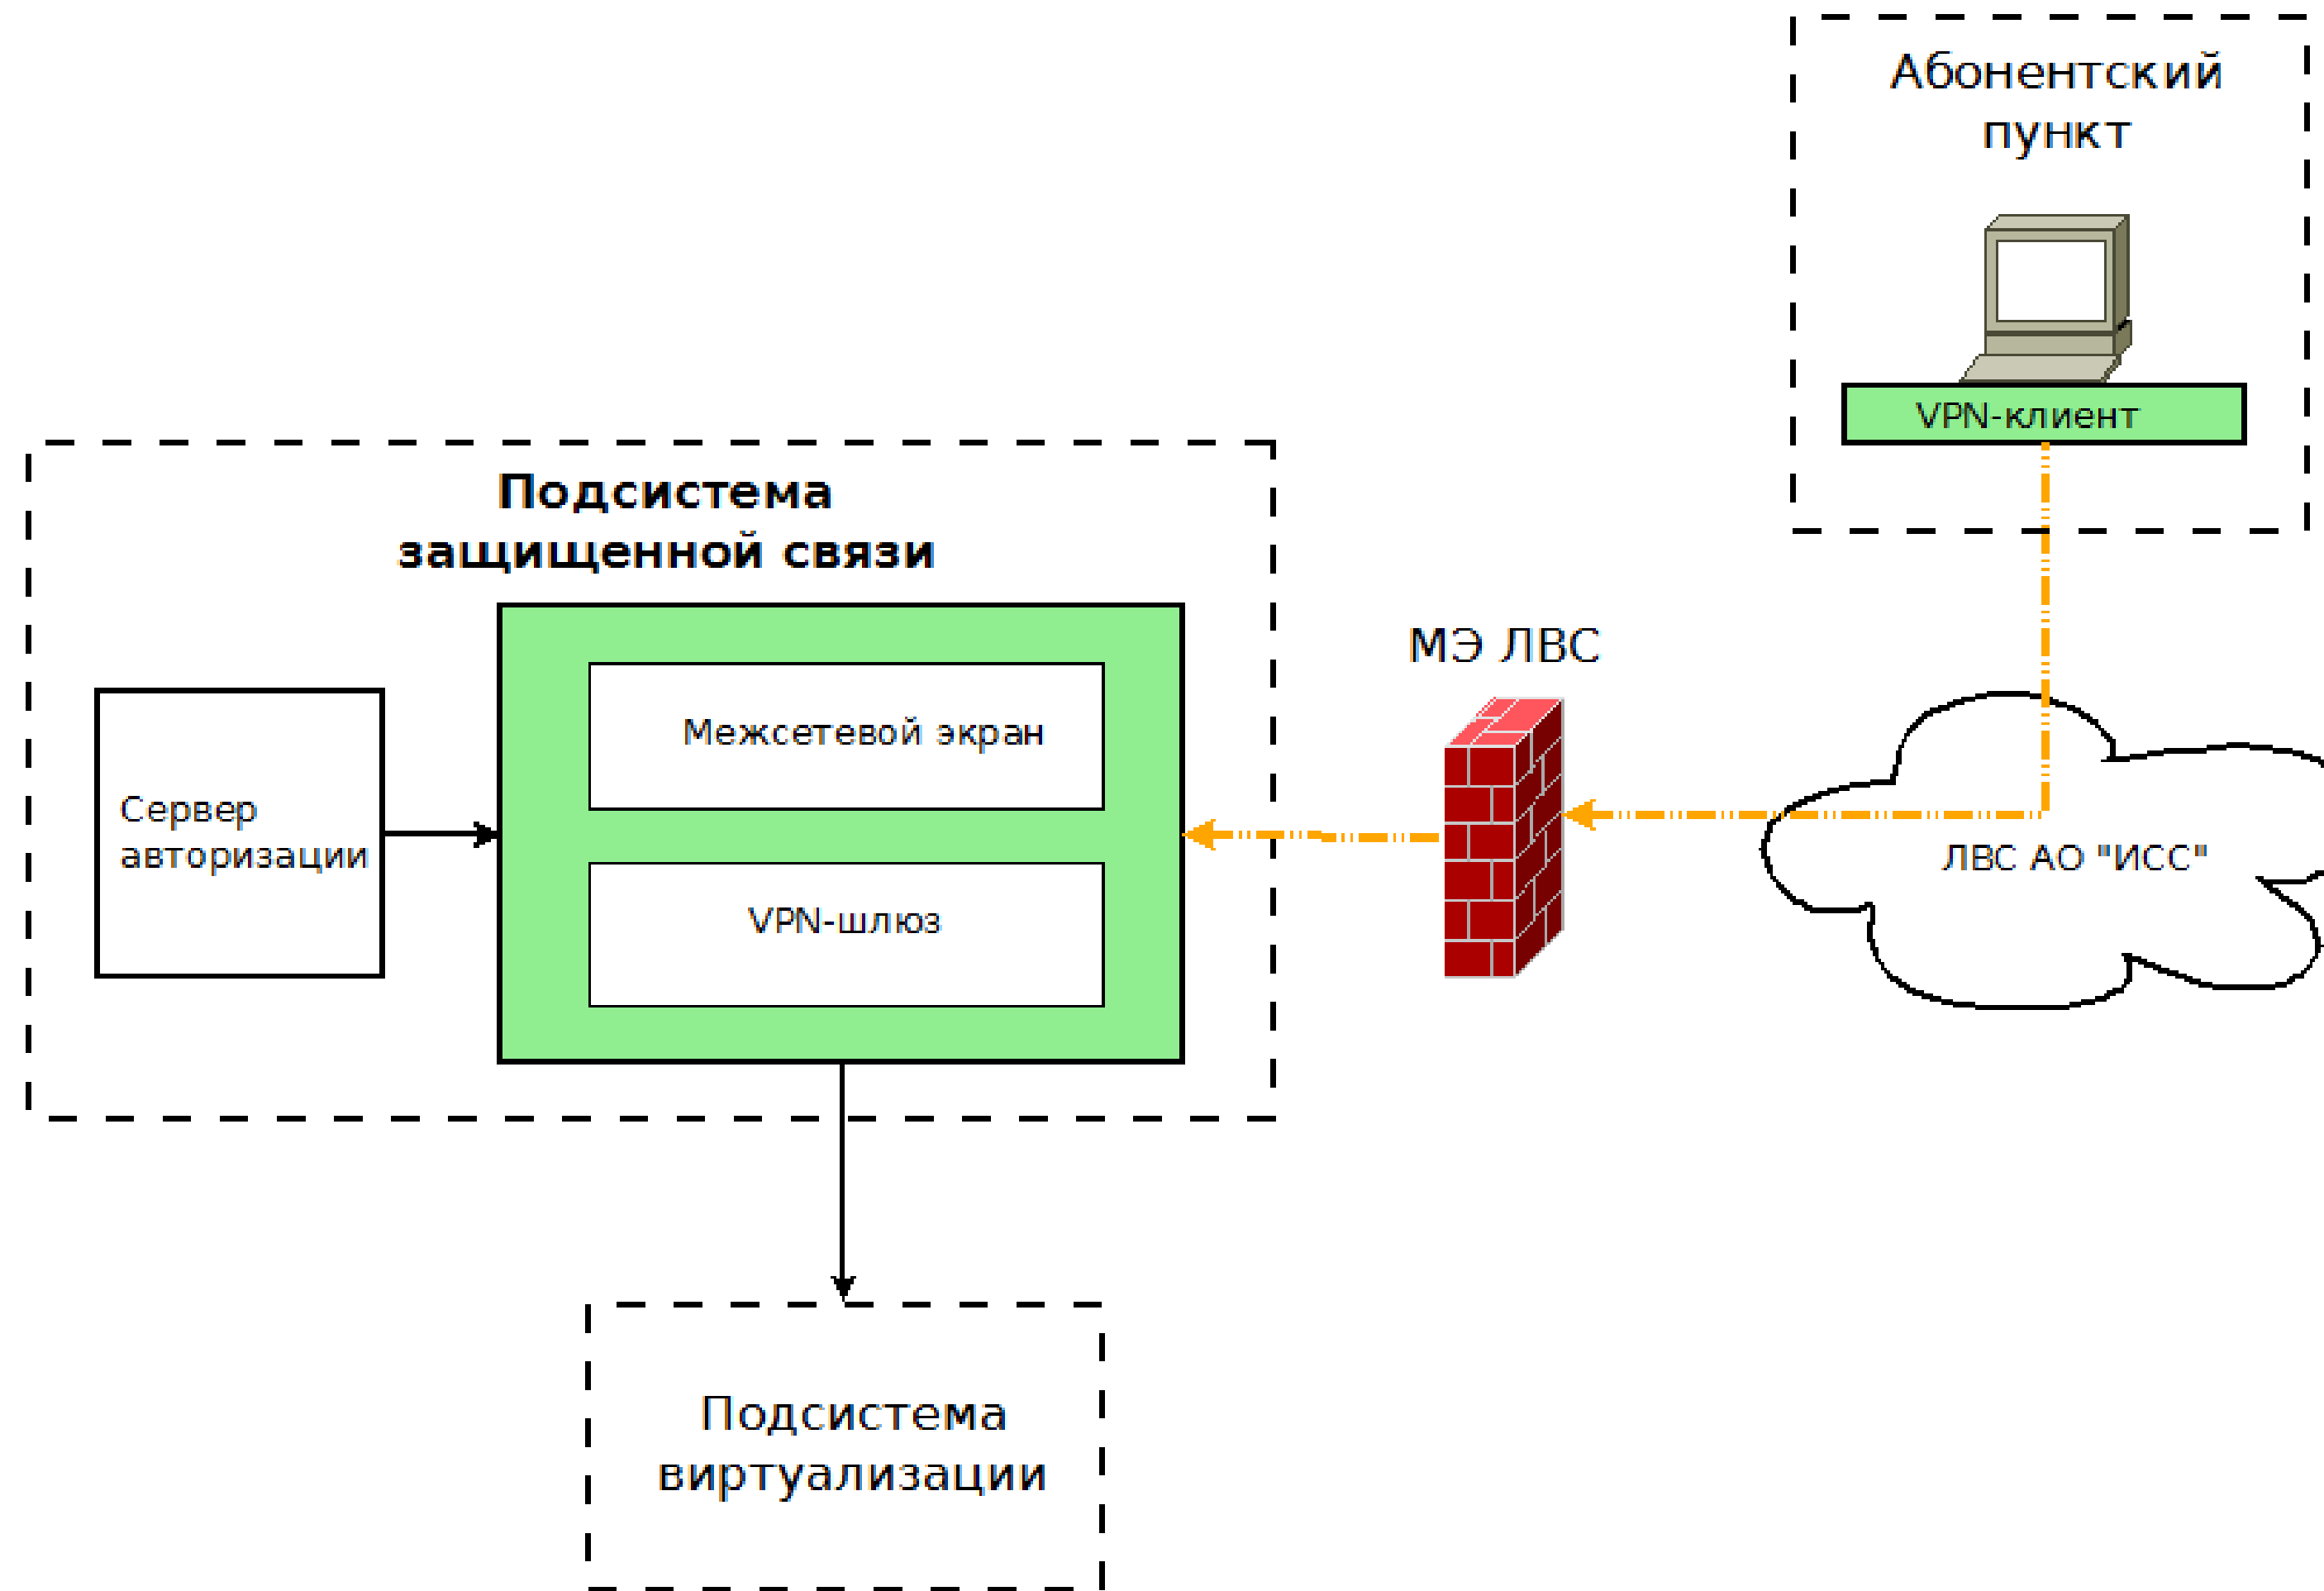 Абонентский
пункт
VPN-клиент
Подсистема
защищенной связи
МЭ ЛВС
Межсетевой экран
Сервер
авторизации
ЛВС АО "ИСС"
VPN-шлюз
Подсистема
виртуализации